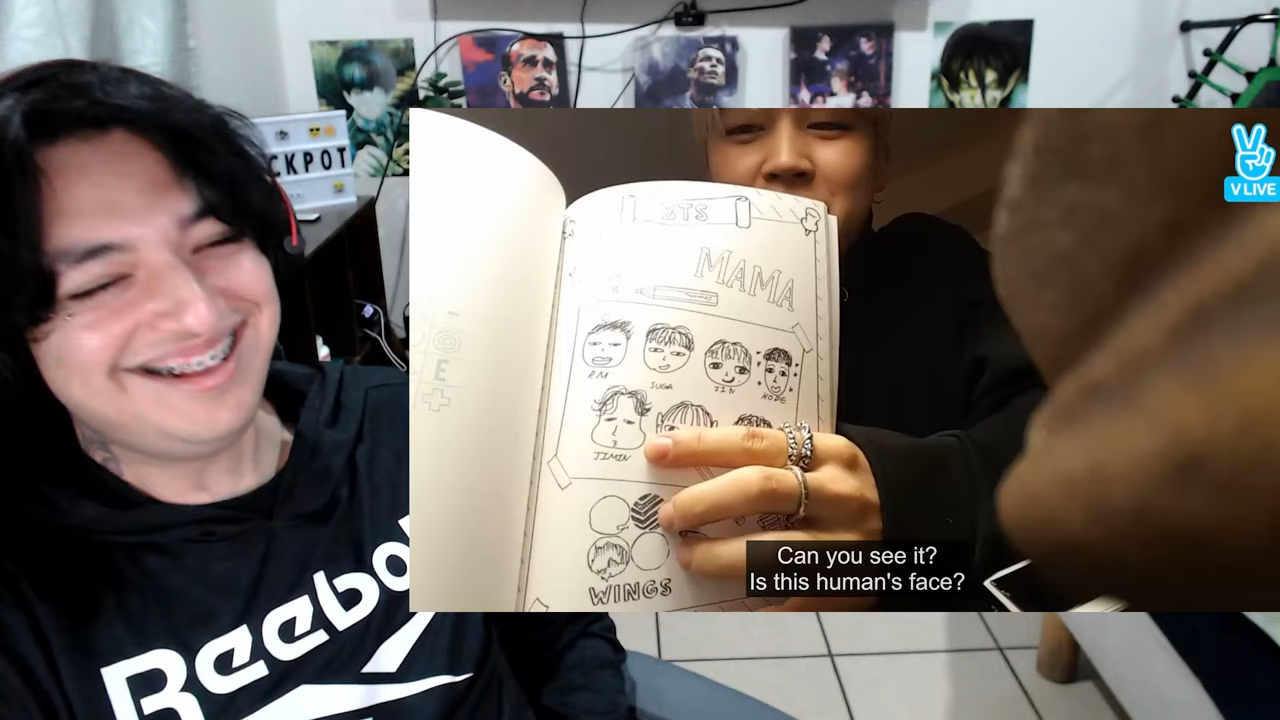 CKPOT
V LIVE
BTS
MAMA
RM
SUGA
JIN
HOPE
JIMIN
E
WINGS
Can you see it?
Is this human's face?
Reebo